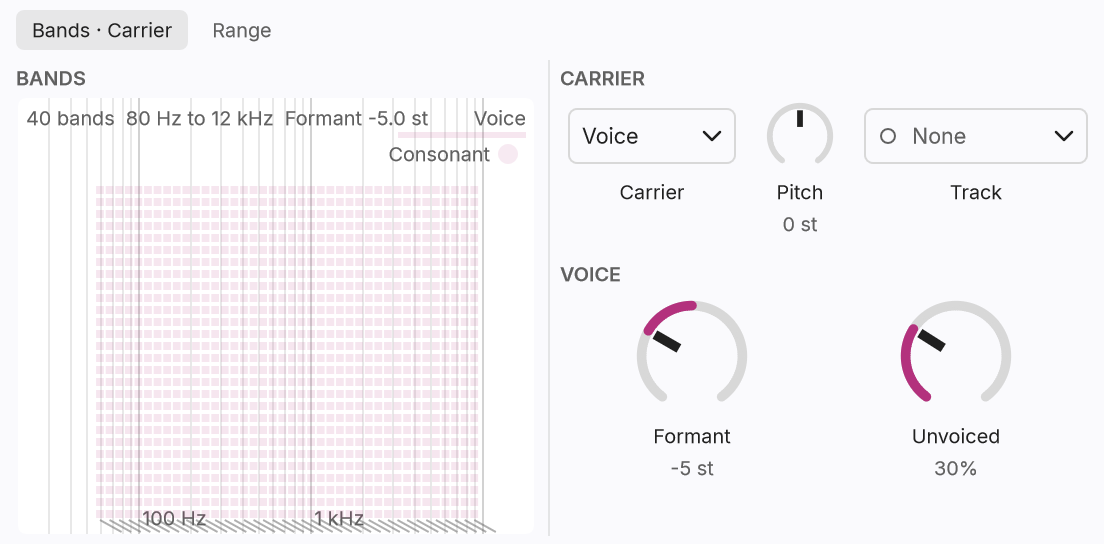 Bands · Carrier
Range
BANDS
40 bands 80 Hz to 12 kHz Formant -5.0 st Voice
Consonant
100 Hz 1 kHz
CARRIER
Voice
None
Carrier
Pitch
Track
0 st
VOICE
Formant
Unvoiced
-5 st
30%